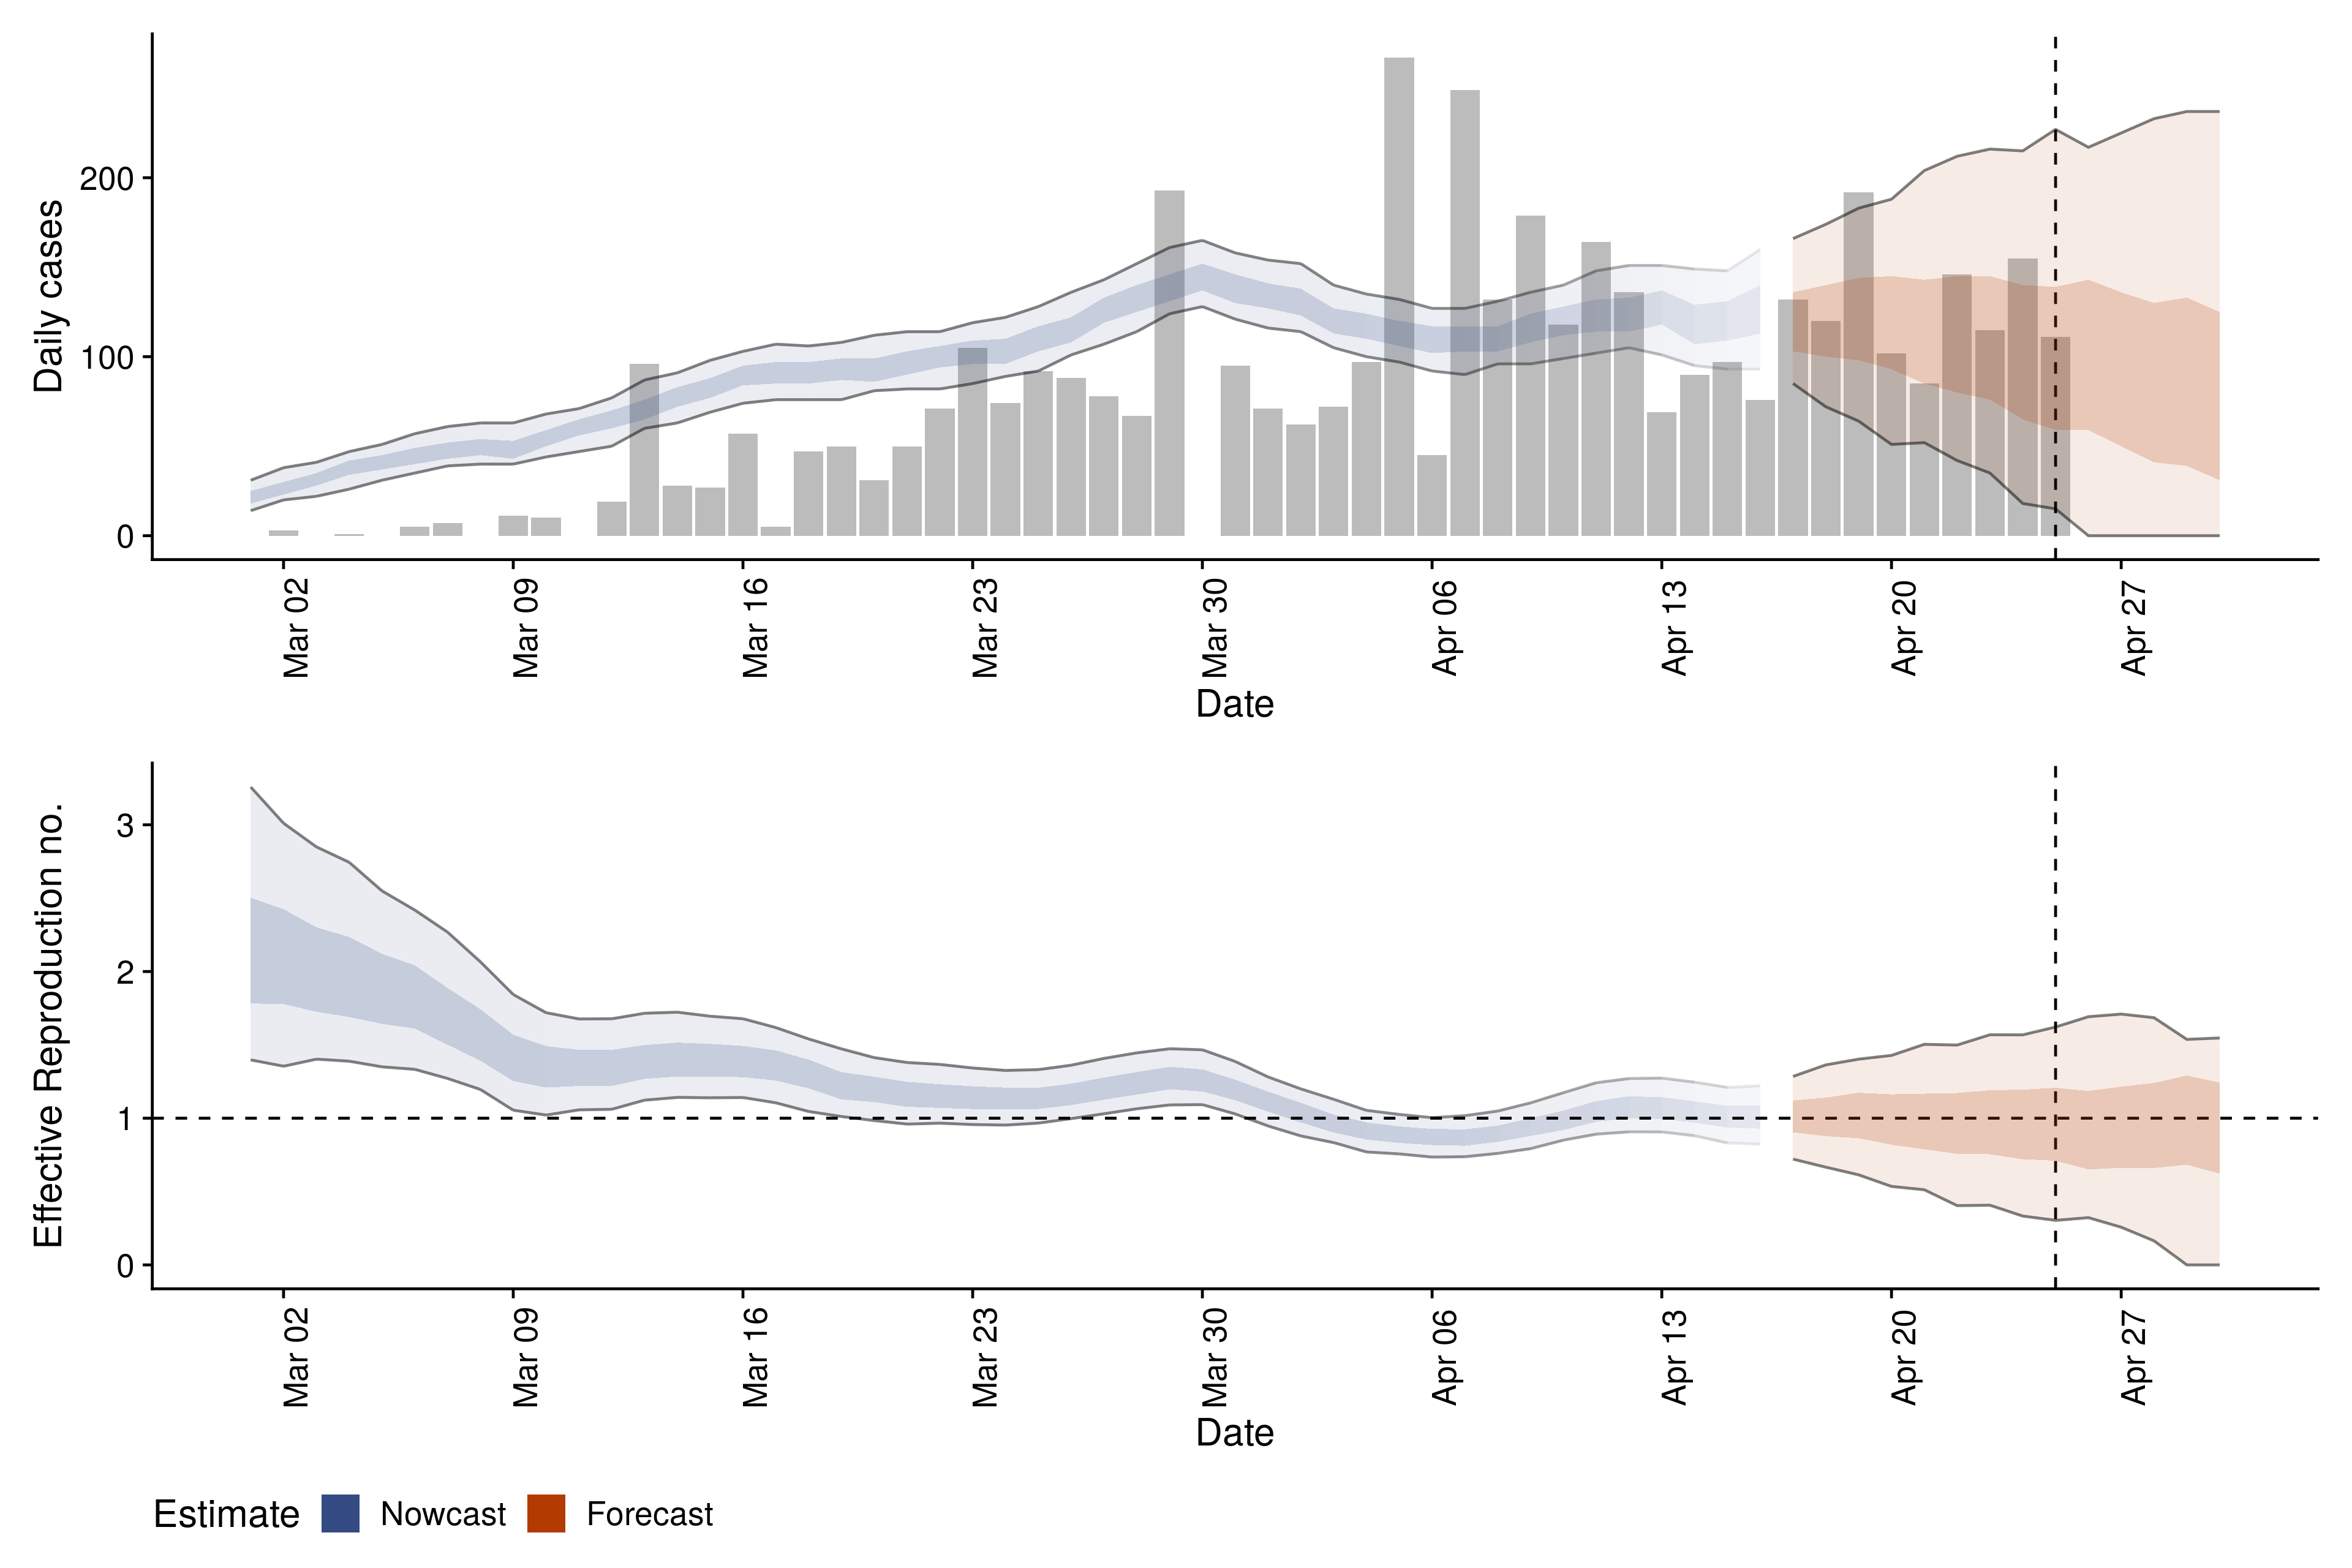 Daily cases
200
100
0
Mar 02
Mar 09
Mar 16
Mar 23
Mar 30
Apr 06
Apr 13
Apr 20
Apr 27
Date
Effective Reproduction no.
3
2
1
0
Mar 02
Mar 09
Mar 16
Mar 23
Mar 30
Apr 06
Apr 13
Apr 20
Apr 27
Date
Estimate Nowcast Forecast